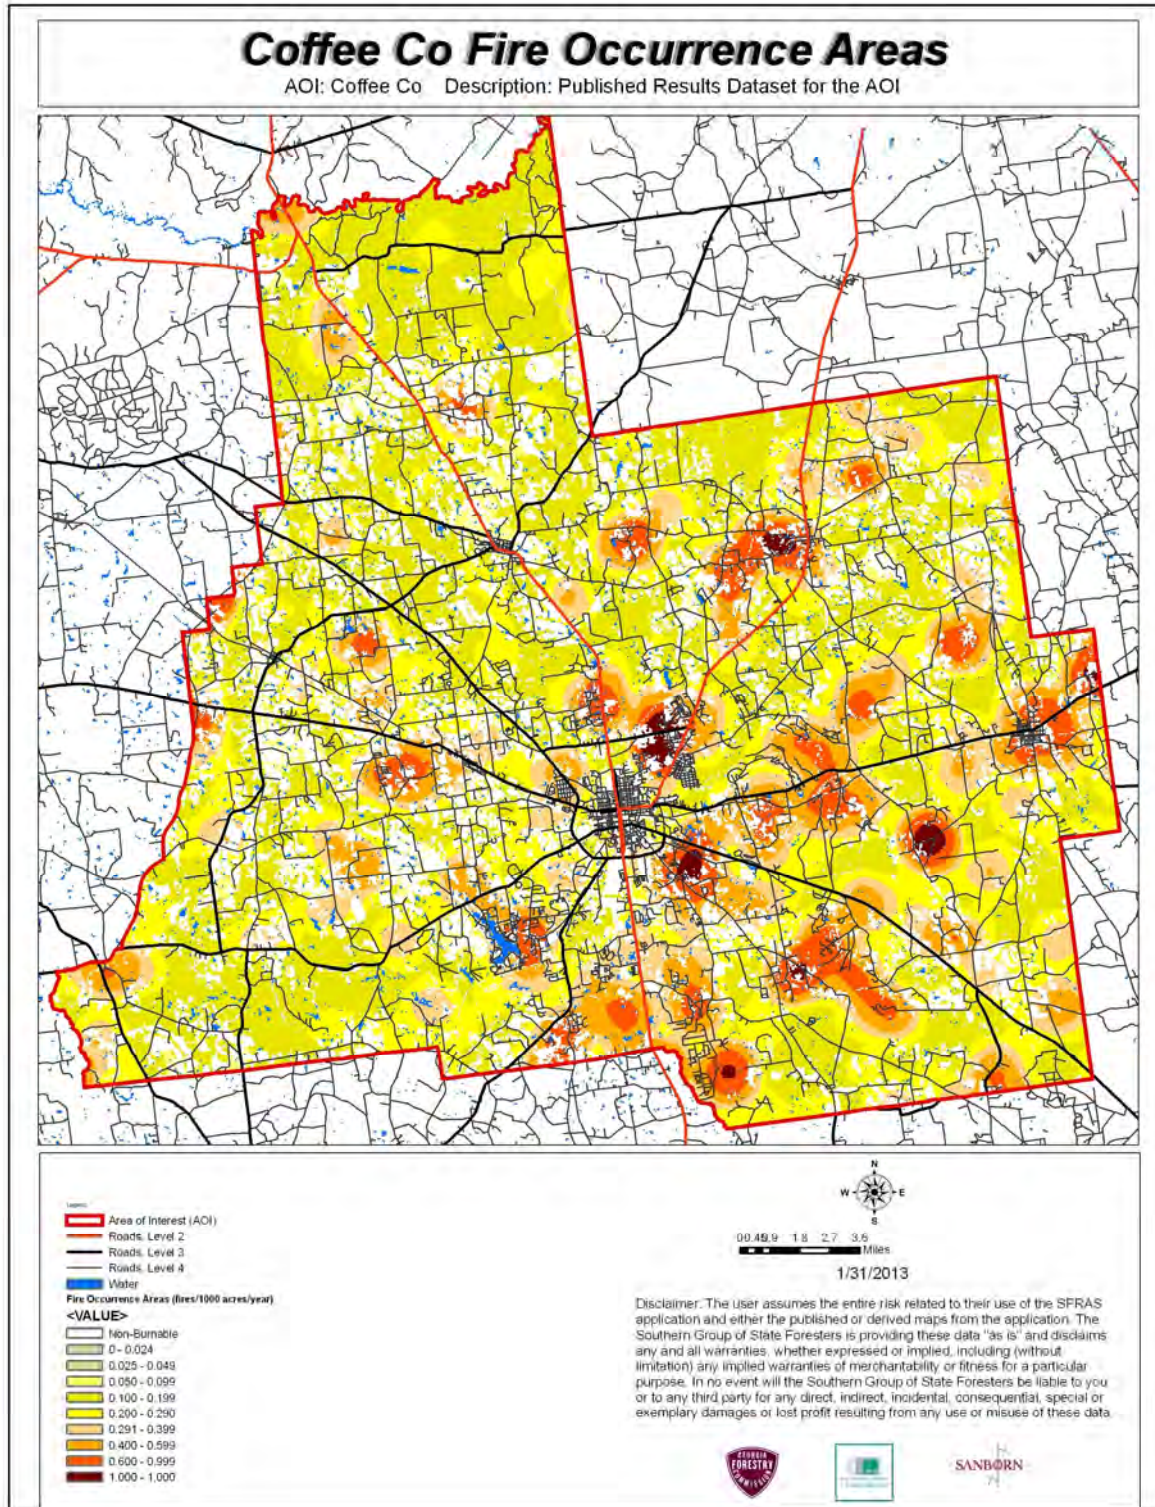 Coffee Co Fire Occurrence Areas
AOI: Coffee Co Description: Published Results Dataset for the AOI
Area of Interest (AOI)
Roads, Level 2
Roads, Level 3
Roads, Level 4
Water
Fire Occurrence Areas (fires/1000 acres/year)
<VALUE>
Non-Burnable
0 - 0.024
0.025 - 0.049
0.050 - 0.099
0.100 - 0.199
0.200 - 0.290
0.291 - 0.399
0.400 - 0.599
0.600 - 0.999
1.000 - 1.000
N
W E
S
00.450.9 1.8 2.7 3.6
Miles
1/31/2013
Disclaimer: The user assumes the entire risk related to their use of the SFRAS
application and either the published or derived maps from the application. The
Southern Group of State Foresters is providing these data "as is" and disclaims
any and all warranties, whether expressed or implied, including (without
limitation) any implied warranties of merchantability or fitness for a particular
purpose. In no event will the Southern Group of State Foresters be liable to you
or to any third party for any direct, indirect, incidental, consequential, special or
exemplary damages or lost profit resulting from any use or misuse of these data.
GEORGIA
FORESTRY
COMMISSION
SANBORN